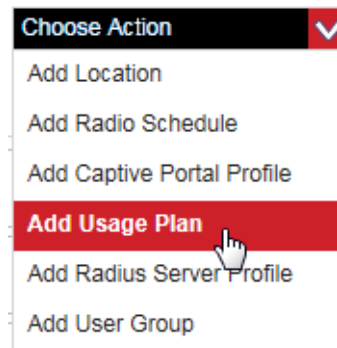 Choose Action
Add Location
Add Radio Schedule
Add Captive Portal Profile
Add Usage Plan
Add Radius Server Profile
Add User Group